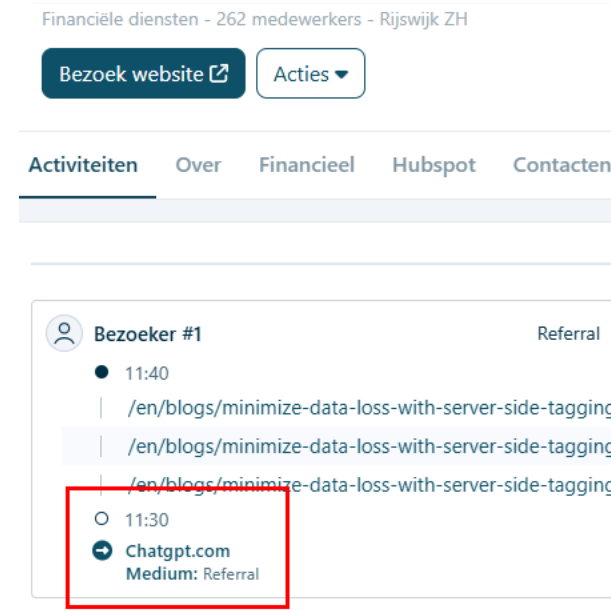 Financiële diensten - 262 medewerkers - Rijswijk ZH
Bezoek website
Acties
Activiteiten Over Financieel Hubspot Contacten
Bezoeker #1 Referral
11:40
/en/blogs/minimize-data-loss-with-server-side-tagging
/en/blogs/minimize-data-loss-with-server-side-tagging
/en/blogs/minimize-data-loss-with-server-side-tagging
11:30
Chatgpt.com
Medium: Referral